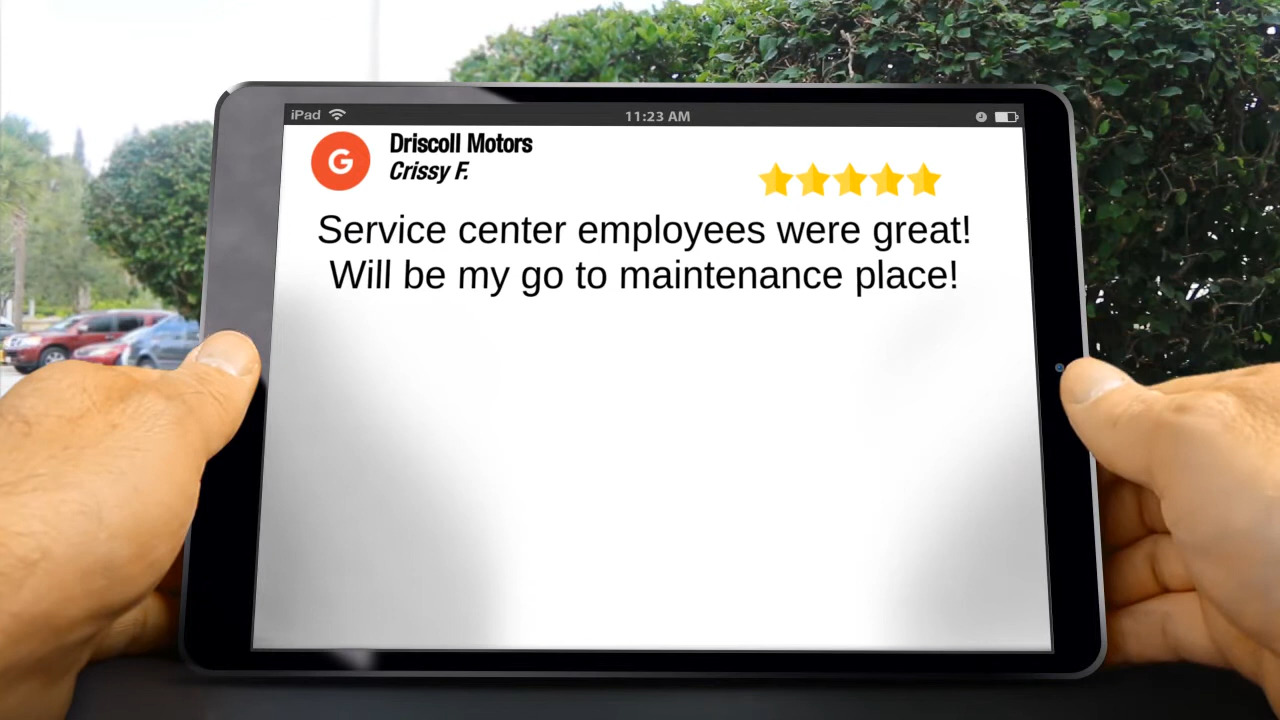 iPad 11:23 AM
G
Driscoll Motors
Crissy F.
Service center employees were great!
Will be my go to maintenance place!